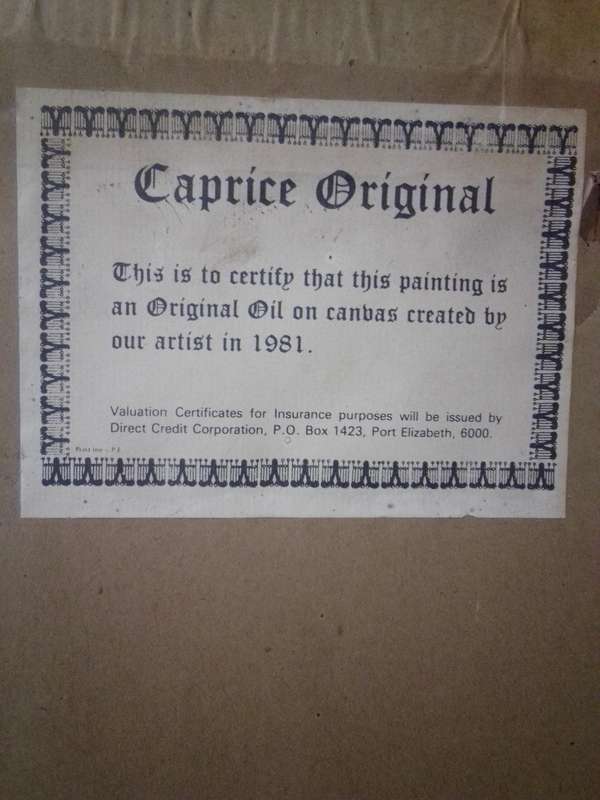 Caprice Original
This is to certify that this painting is
an Original Oil on canvas created by
our artist in 1981.
Valuation Certificates for Insurance purposes will be issued by
Direct Credit Corporation, P.O. Box 1423, Port Elizabeth, 6000.